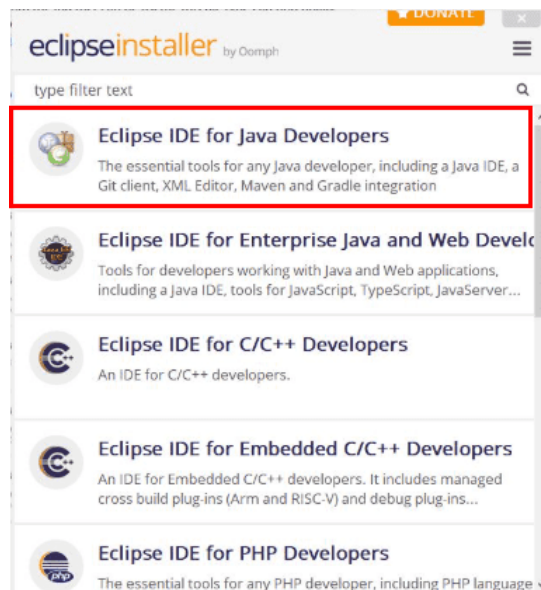 DONATE
eclipseinstaller by Oomph
type filter text
Eclipse IDE for Java Developers
The essential tools for any Java developer, including a Java IDE, a
Git client, XML Editor, Maven and Gradle integration
Eclipse IDE for Enterprise Java and Web Develo
Tools for developers working with Java and Web applications,
including a Java IDE, tools for JavaScript, TypeScript, JavaServer...
Eclipse IDE for C/C++ Developers
An IDE for C/C++ developers.
Eclipse IDE for Embedded C/C++ Developers
An IDE for Embedded C/C++ developers. It includes managed
cross build plug-ins (Arm and RISC-V) and debug plug-ins...
Eclipse IDE for PHP Developers
php
The essential tools for any PHP developer, including PHP language